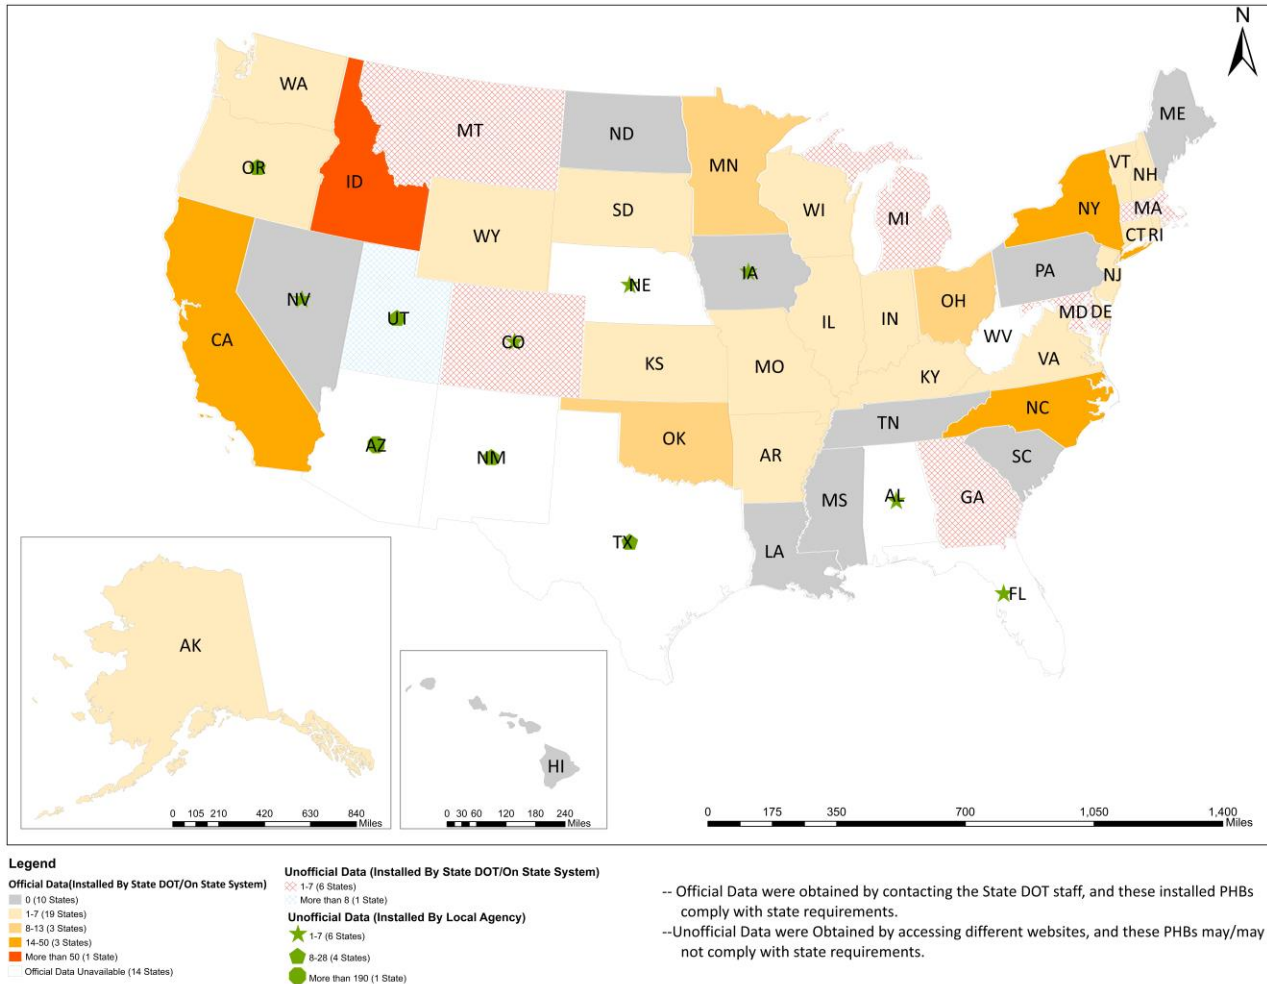 N
WA
MT
ND
ME
OR
ID
MN
VT
NH
SD
WI
MI
NY
MA
WY
CT RI
NV
NE
IA
PA
NJ
UT
OH
CA
CO
IL
IN
MD DE
WV
KS
MO
VA
KY
AZ
NM
OK
TN
NC
AR
SC
MS
AL
GA
TX
LA
FL
AK
HI
0 105 210 420 630 840
Miles
0 30 60 120 180 240
Miles
0 175 350 700 1,050 1,400
Miles
Legend
Official Data(Installed By State DOT/On State System)
0 (10 States)
1-7 (19 States)
8-13 (3 States)
14-50 (3 States)
More than 50 (1 State)
Official Data Unavailable (14 States)
Unofficial Data (Installed By State DOT/On State System)
1-7 (6 States)
More than 8 (1 State)
Unofficial Data (Installed By Local Agency)
1-7 (6 States)
8-28 (4 States)
More than 190 (1 State)
-- Official Data were obtained by contacting the State DOT staff, and these installed PHBs
comply with state requirements.
--Unofficial Data were Obtained by accessing different websites, and these PHBs may/may
not comply with state requirements.